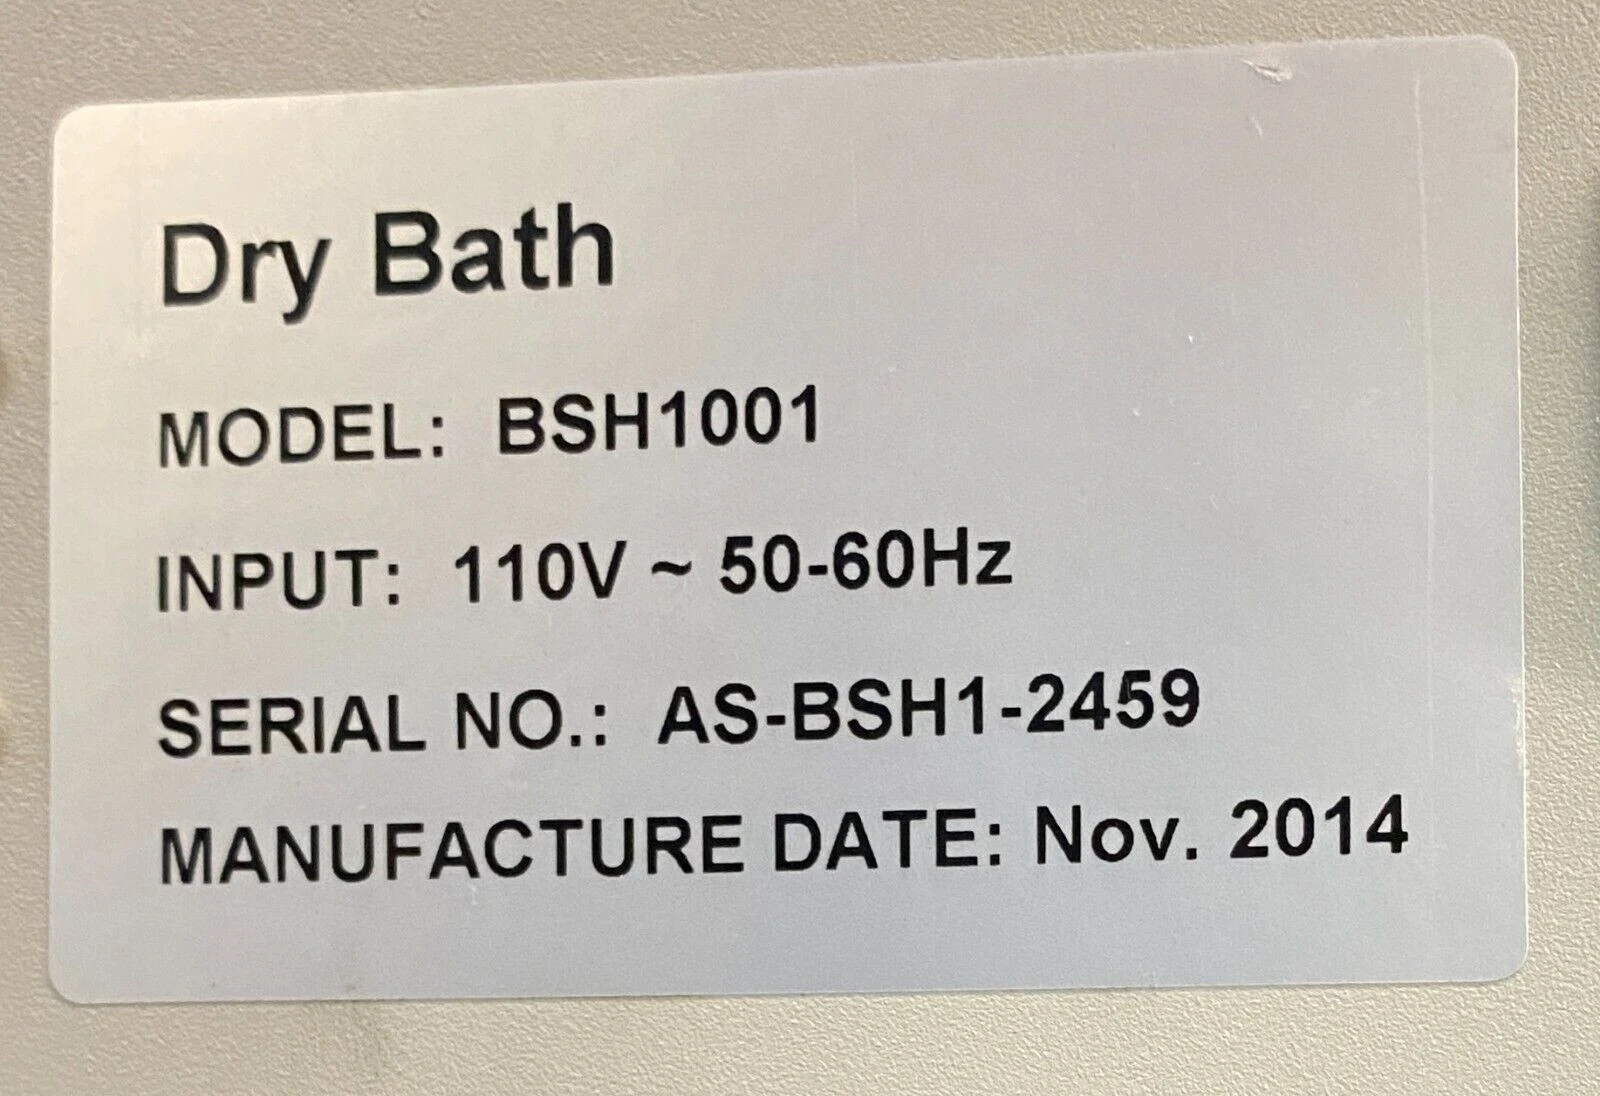 Dry Bath
MODEL: BSH1001
INPUT: 110V ~ 50-60Hz
SERIAL NO.: AS-BSH1-2459
MANUFACTURE DATE: Nov. 2014